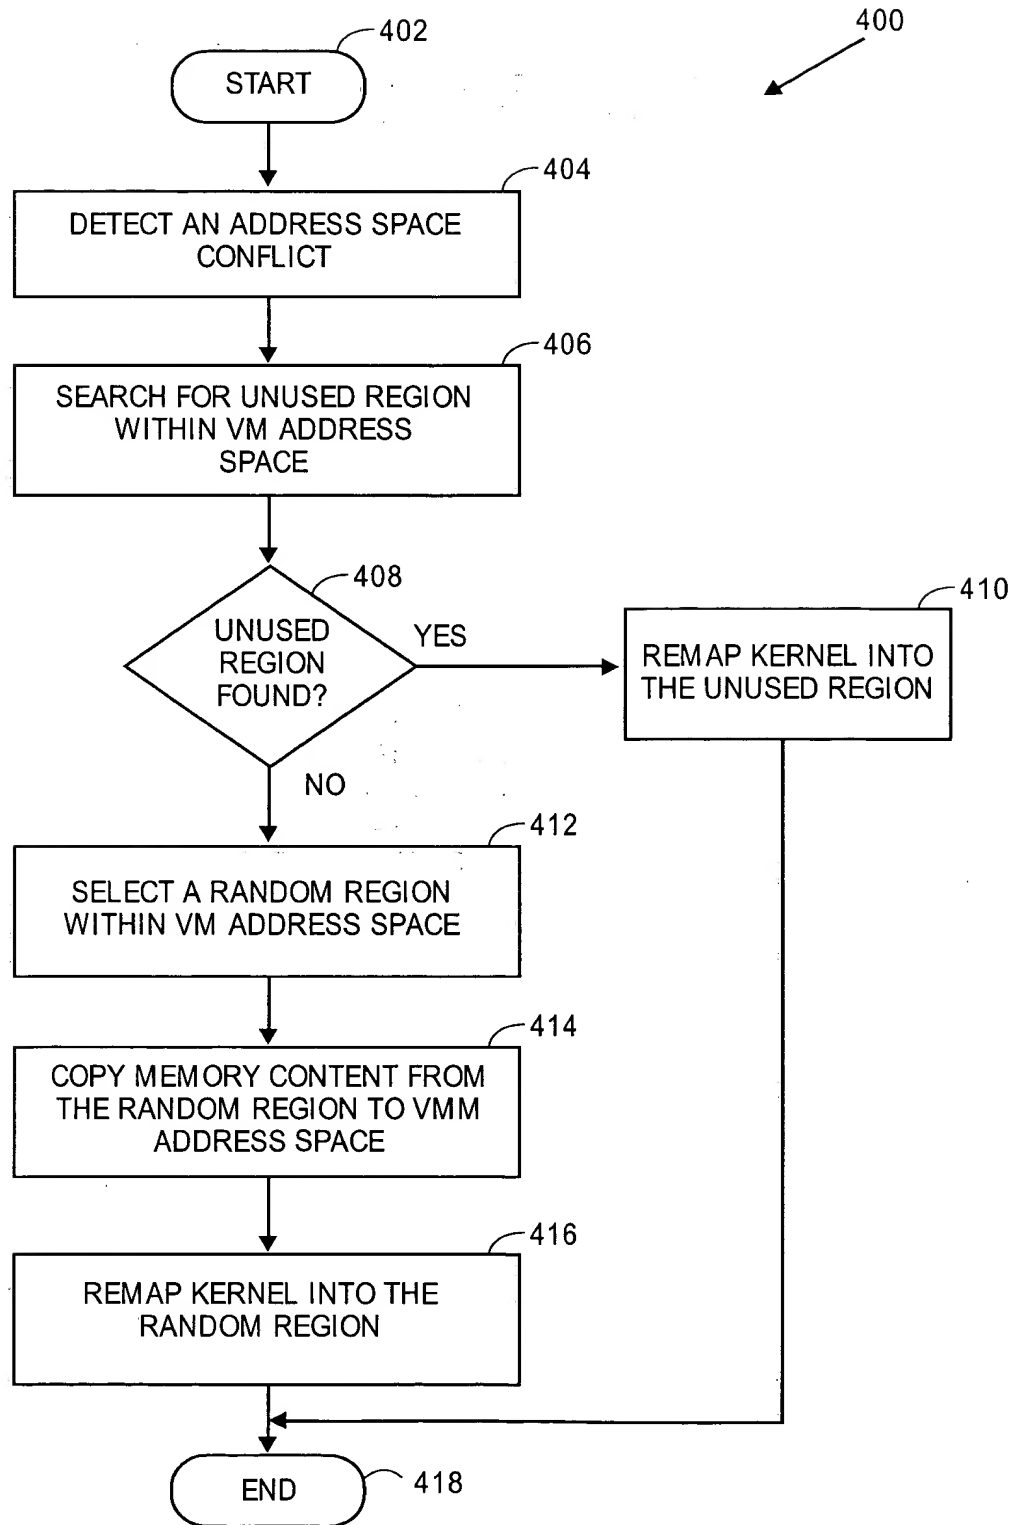 402
400
START
404
DETECT AN ADDRESS SPACE
CONFLICT
406
SEARCH FOR UNUSED REGION
WITHIN VM ADDRESS
SPACE
408
UNUSED
REGION
FOUND?
YES
410
REMAP KERNEL INTO
THE UNUSED REGION
NO
412
SELECT A RANDOM REGION
WITHIN VM ADDRESS SPACE
414
COPY MEMORY CONTENT FROM
THE RANDOM REGION TO VMM
ADDRESS SPACE
416
REMAP KERNEL INTO THE
RANDOM REGION
END
418